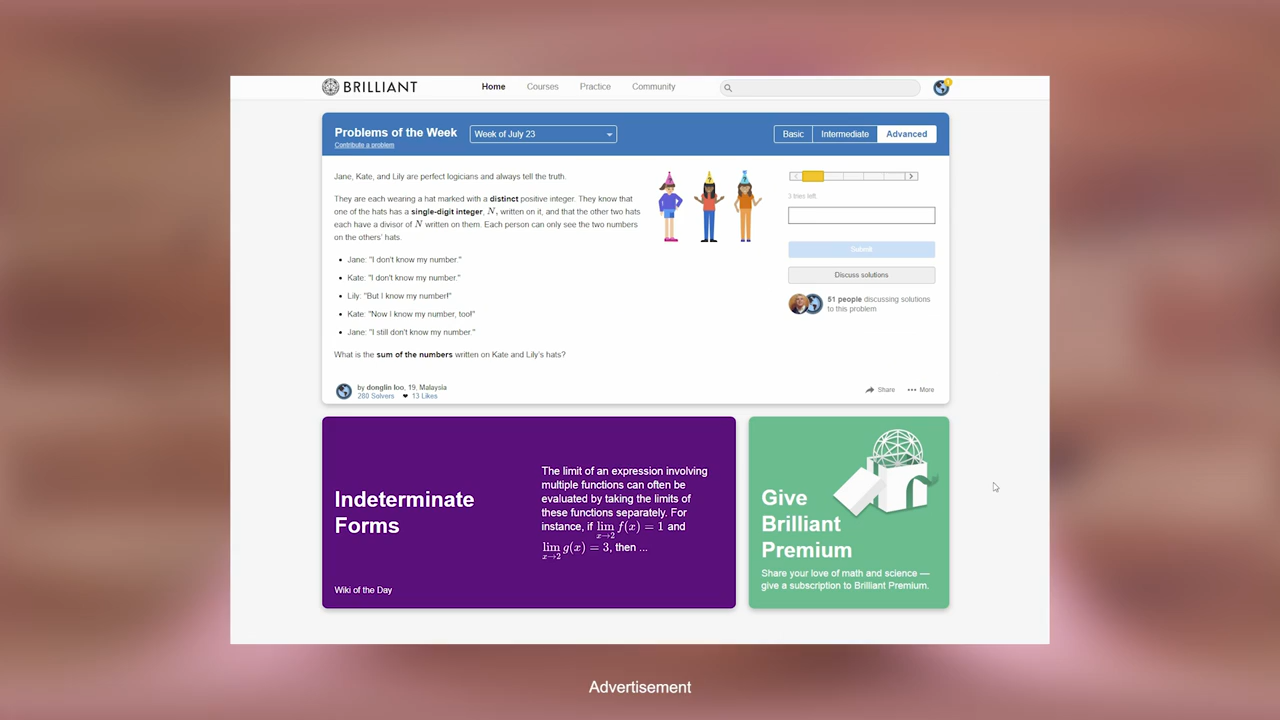 BRILLIANT
Home Courses Practice Community
Problems of the Week
Contribute a problem
Week of July 23
Basic Intermediate Advanced
Jane, Kate, and Lily are perfect logicians and always tell the truth.
They are each wearing a hat marked with a distinct positive integer. They know that
one of the hats has a single-digit integer, N, written on it, and that the other two hats
each have a divisor of N written on them. Each person can only see the two numbers
on the others' hats.
• Jane: "I don't know my number."
• Kate: "I don't know my number."
• Lily: "But I know my number!"
• Kate: "Now I know my number, too!"
• Jane: "I still don't know my number."
What is the sum of the numbers written on Kate and Lily's hats?
3 tries left
Submit
Discuss solutions
51 people discussing solutions
to this problem
by donglin loo, 19, Malaysia
280 Solvers 13 Likes
Share More
Indeterminate
Forms
Wiki of the Day
The limit of an expression involving
multiple functions can often be
evaluated by taking the limits of
these functions separately. For
instance, if lim x→2 f(x) = 1 and
lim x→2 g(x) = 3, then ...
Give
Brilliant
Premium
Share your love of math and science —
give a subscription to Brilliant Premium.
Advertisement